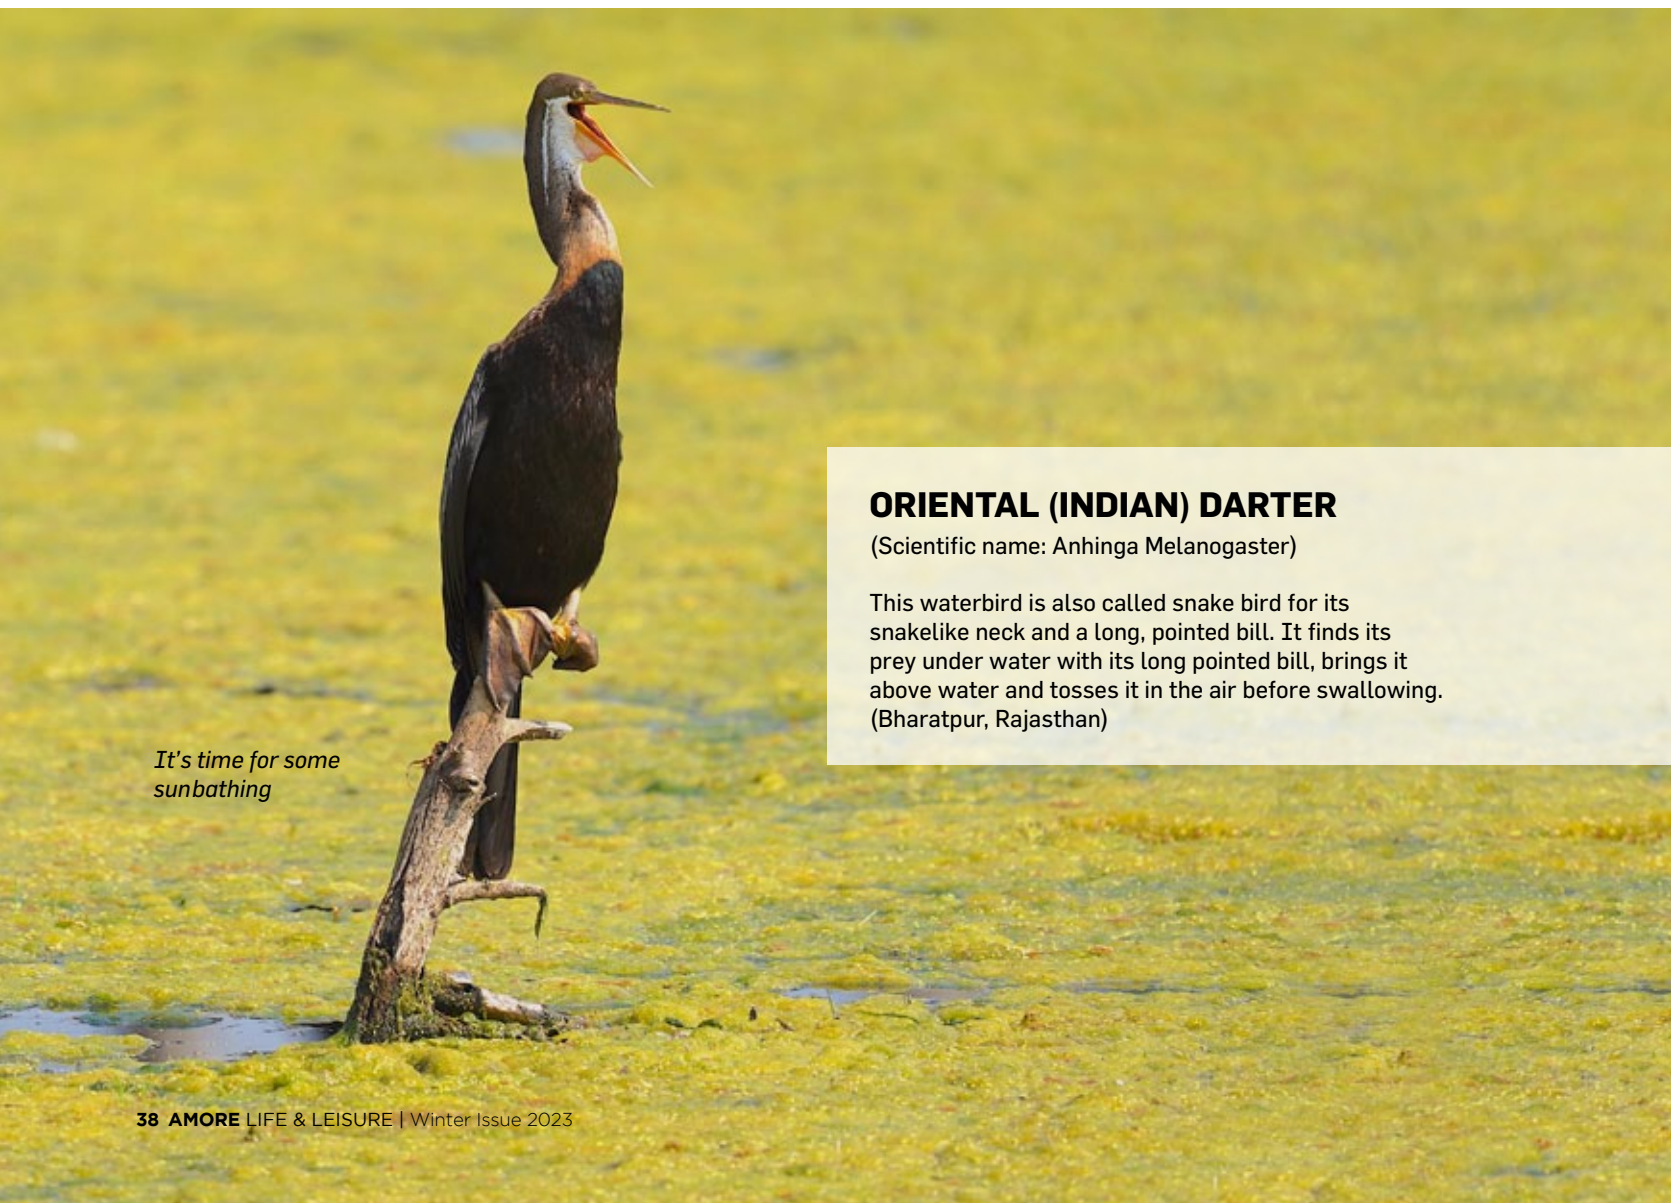 ORIENTAL (INDIAN) DARTER
(Scientific name: Anhinga Melanogaster)
This waterbird is also called snake bird for its
snakelike neck and a long, pointed bill. It finds its
prey under water with its long pointed bill, brings it
above water and tosses it in the air before swallowing.
(Bharatpur, Rajasthan)
It's time for some
sunbathing
38 AMORE LIFE & LEISURE | Winter Issue 2023